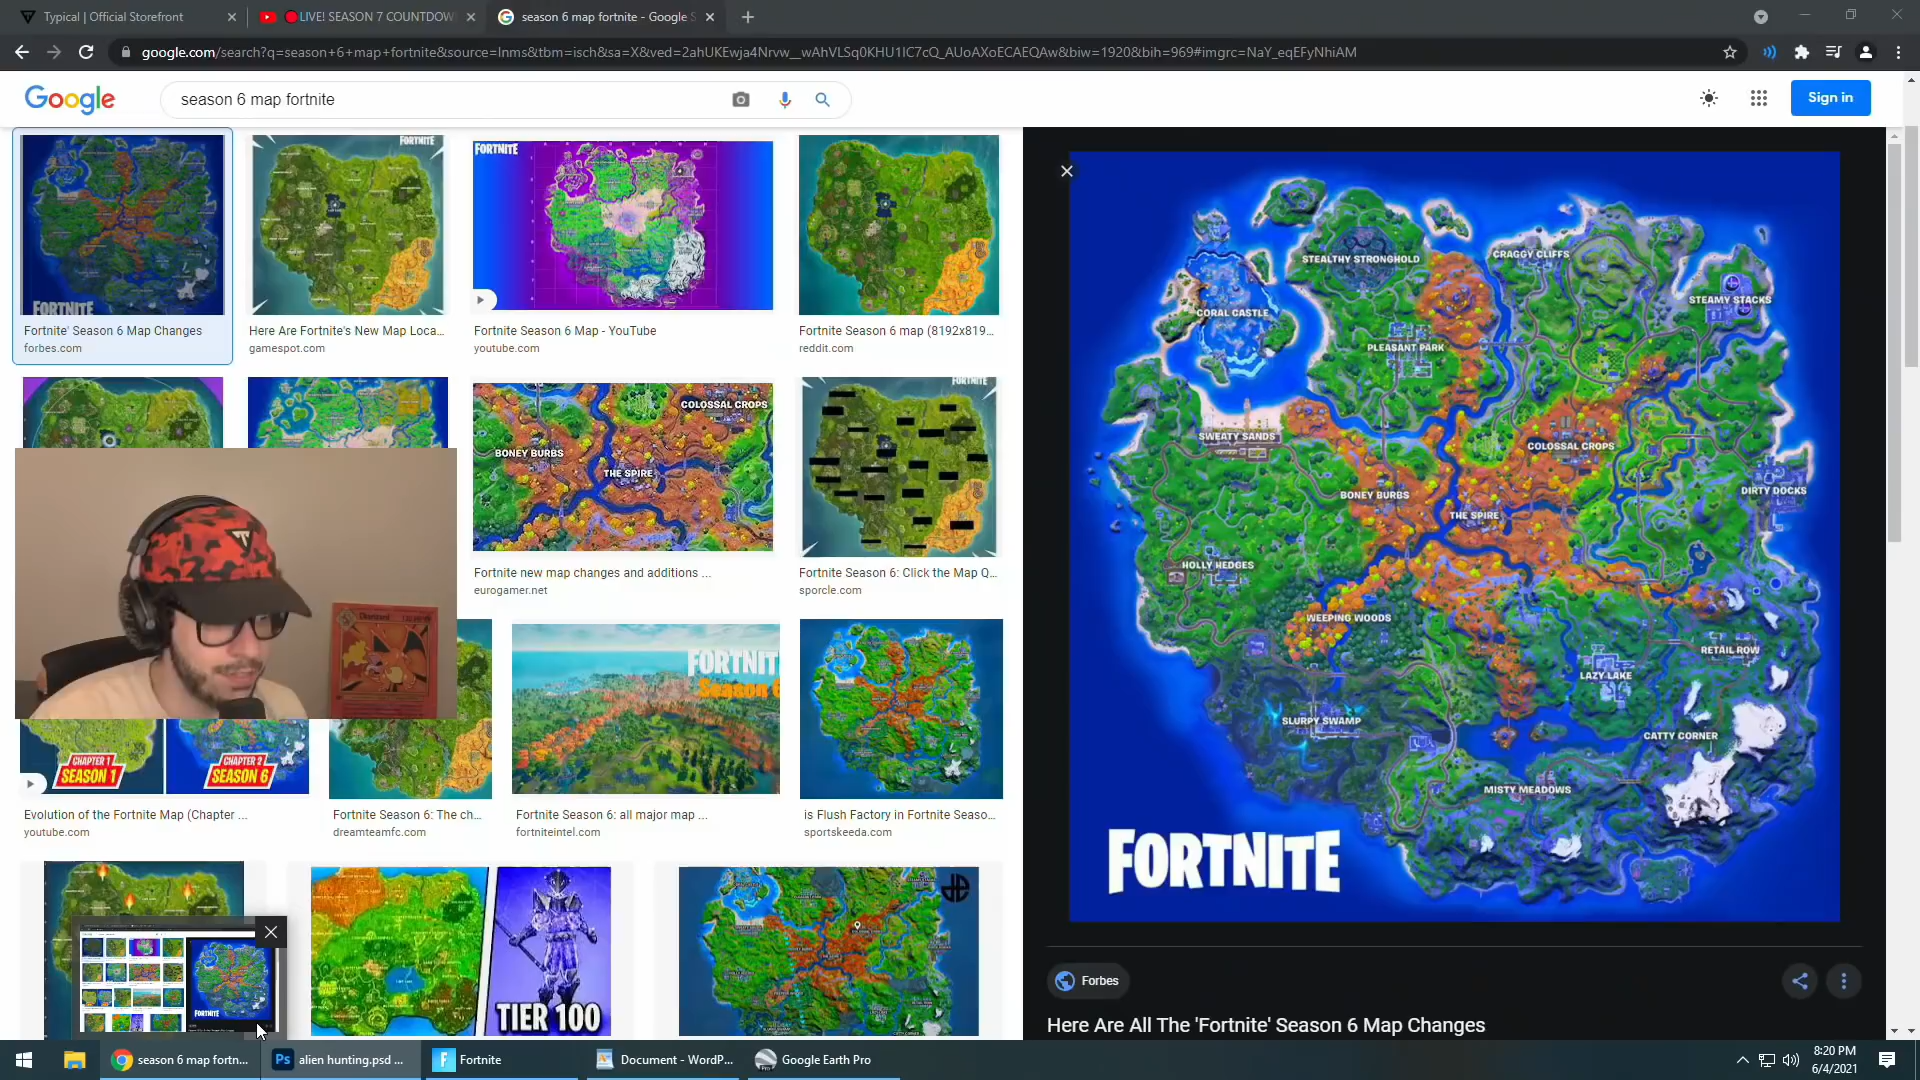 Typical | Official Storefront
LIVE! SEASON 7 COUNTDOW
season 6 map fortnite - Google S
google.com/search?q=season+6+map+fortnite&source=lnms&tbm=isch&sa=X&ved=2ahUKEwja4Nrvw__wAhVLSq0KHU1IC7cQ_AUoAXoECAEQAw&biw=1920&bih=969#imgrc=NaY_eqEFyNhiAM
Google
season 6 map fortnite
Sign in
FORTNITE
Fortnite' Season 6 Map Changes
forbes.com
FORTNITE
Here Are Fortnite's New Map Loca...
gamespot.com
FORTNITE
Fortnite Season 6 Map - YouTube
youtube.com
Fortnite Season 6 map (8192x819...
reddit.com
BONEY BURBS
THE SPIRE
COLOSSAL CROPS
Fortnite new map changes and additions ...
eurogamer.net
FORTNITE
Fortnite Season 6: Click the Map Q...
sporcle.com
CHAPTER 1
SEASON 1
CHAPTER 2
SEASON 6
Evolution of the Fortnite Map (Chapter ...
youtube.com
Fortnite Season 6: The ch...
dreamteamfc.com
FORTNIT
Season 6
Fortnite Season 6: all major map ...
fortniteintel.com
is Flush Factory in Fortnite Seaso...
sportskeeda.com
TIER 100
STEALTHY STRONGHOLD
CRAGGY CLIFFS
STEAMY STACKS
CORAL CASTLE
PLEASANT PARK
SWEATY SANDS
COLOSSAL CROPS
DIRTY DOCKS
BONEY BURBS
THE SPIRE
HOLLY HEDGES
WEEPING WOODS
RETAIL ROW
LAZY LAKE
SLURPY SWAMP
CATTY CORNER
MISTY MEADOWS
FORTNITE
Forbes
Here Are All The 'Fortnite' Season 6 Map Changes
season 6 map fortn...
Ps
alien hunting.psd ...
Fortnite
Document - WordP...
Google Earth Pro
8:20 PM
6/4/2021